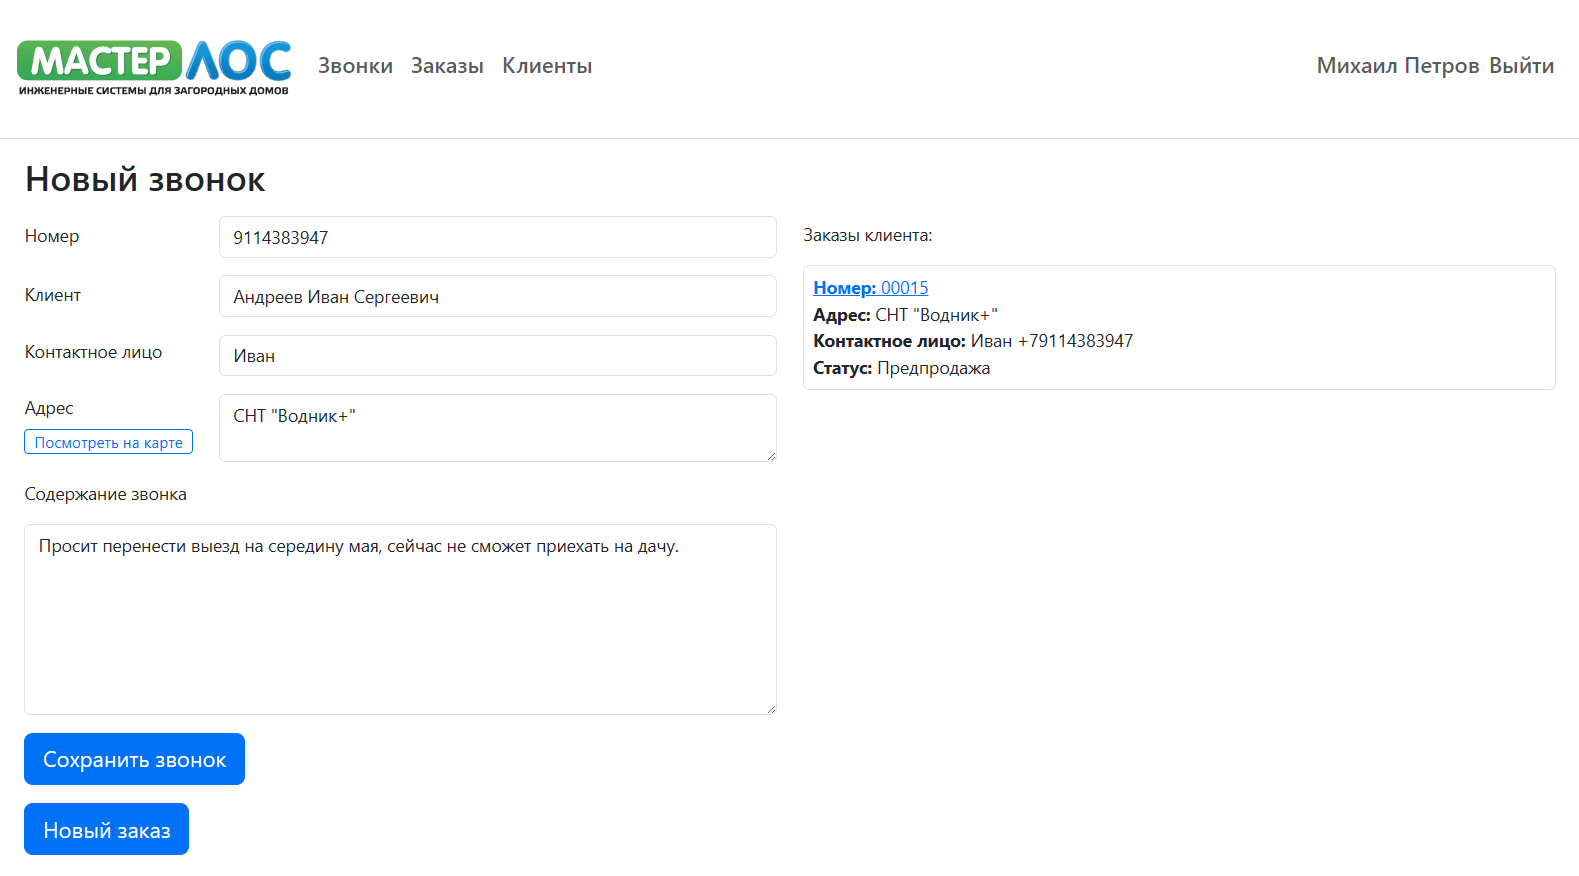 МАСТЕР ЛОС
ИНЖЕНЕРНЫЕ СИСТЕМЫ ДЛЯ ЗАГОРОДНЫХ ДОМОВ
Звонки Заказы Клиенты
Михаил Петров Выйти
Новый звонок
Номер
9114383947
Клиент
Андреев Иван Сергеевич
Контактное лицо
Иван
Адрес
Посмотреть на карте
СНТ "Водник+"
Содержание звонка
Просит перенести выезд на середину мая, сейчас не сможет приехать на дачу.
Сохранить звонок
Новый заказ
Заказы клиента:
Номер: 00015
Адрес: СНТ "Водник+"
Контактное лицо: Иван +79114383947
Статус: Предпродажа